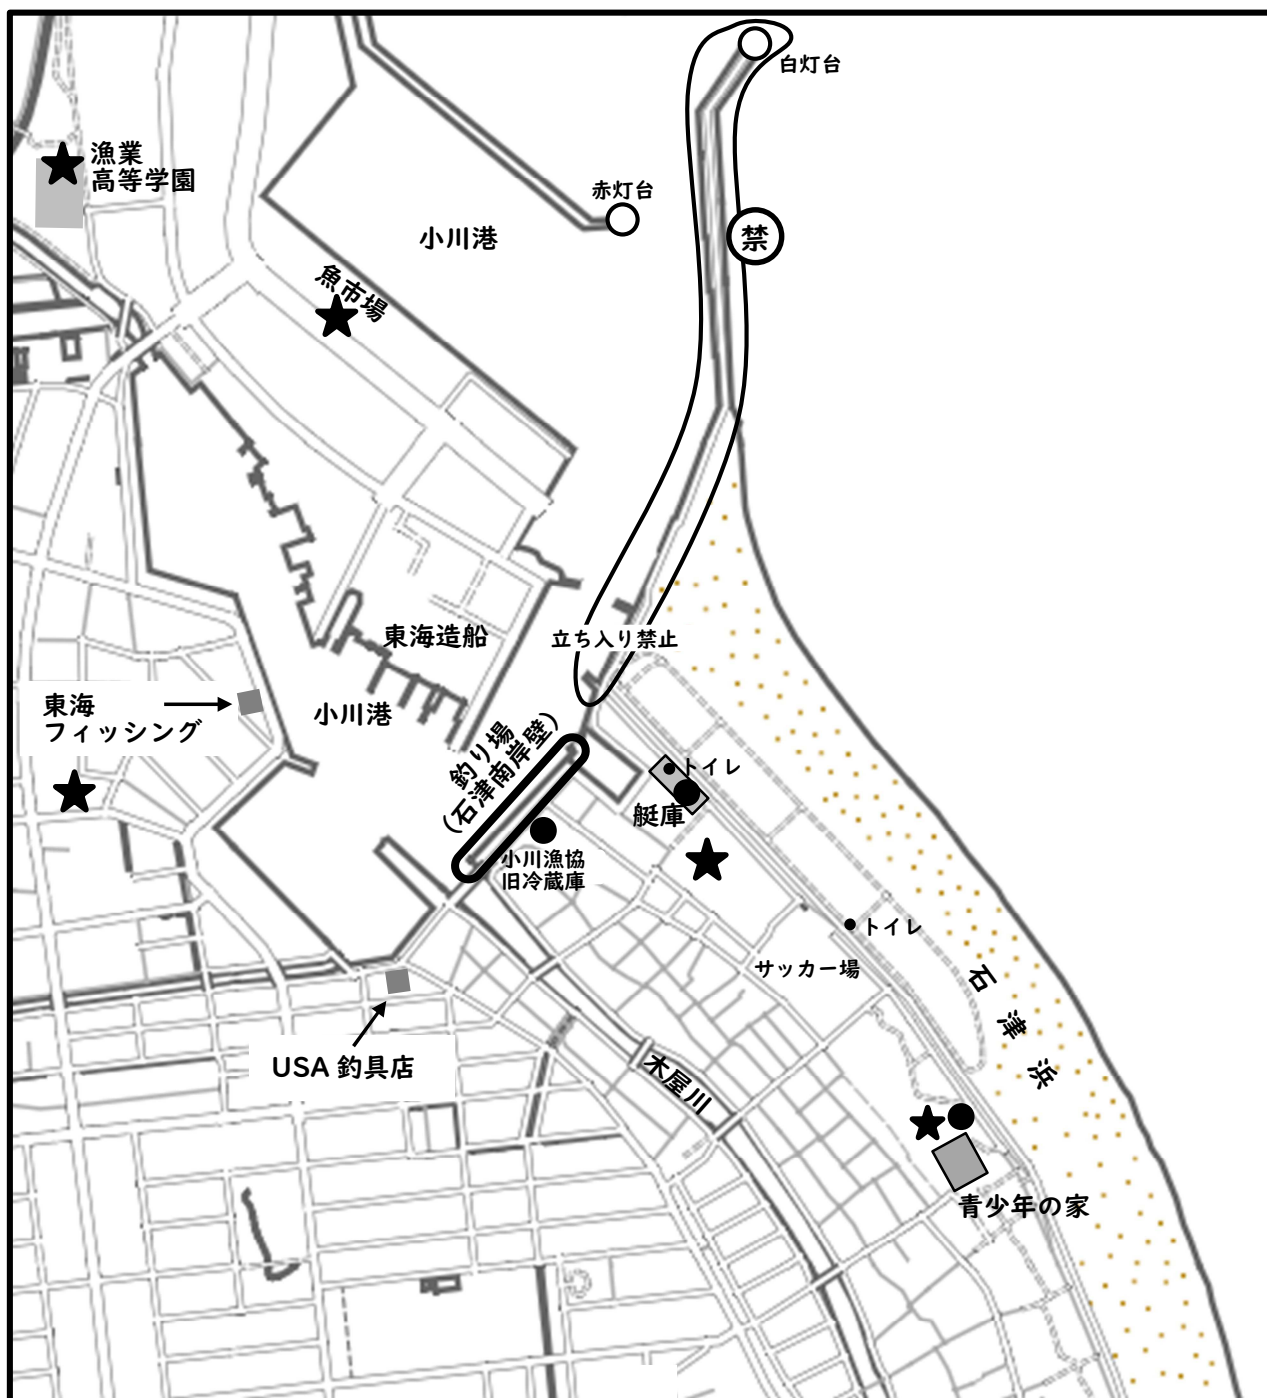 白灯台
漁業
高等学園
赤灯台
小川港
禁
魚市場
立ち入り禁止
東海造船
東海
フィッシング
小川港
釣り場
(石津南岸壁)
トイレ
艇庫
小川漁協
旧冷蔵庫
トイレ
サッカー場
石津浜
USA 釣具店
木屋川
青少年の家